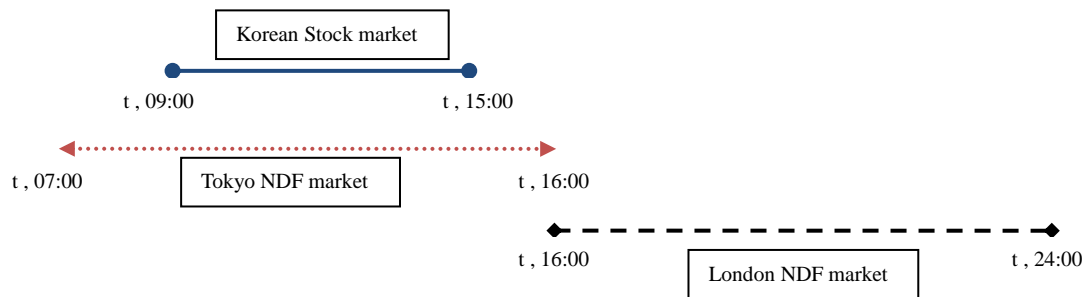 Korean Stock market
t , 09:00
t , 15:00
t , 07:00
Tokyo NDF market
t , 16:00
t , 16:00
London NDF market
t , 24:00